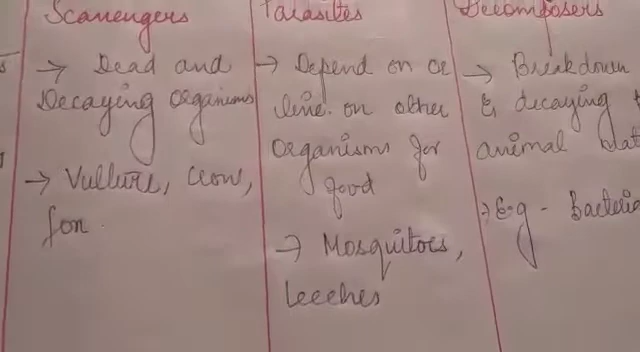 Scavengers
→ Dead and
Decaying organisms
→ Vulture, crow,
fox
Parasites
→ Depend on or
live on other
organisms for
food
→ Mosquitoes,
leeches
Decomposers
→ Breakdown
& decaying
animal
→ E.g - Bacteria